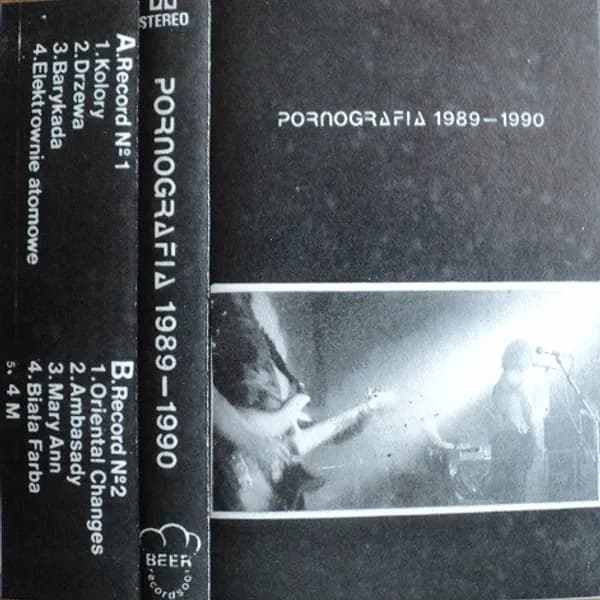 A.Record Nº1
1.Kolory
2.Drzewa
3.Barykada
4.Elektrownie atomowe
B.Record Nº2
1.Oriental Changes
2.Ambasady
3.Mary Ann
4.Biała Farba
5. 4 M
STEREO
PORNOGRAFIA 1989-1990
BEER
records
PORNOGRAFIA 1989-1990